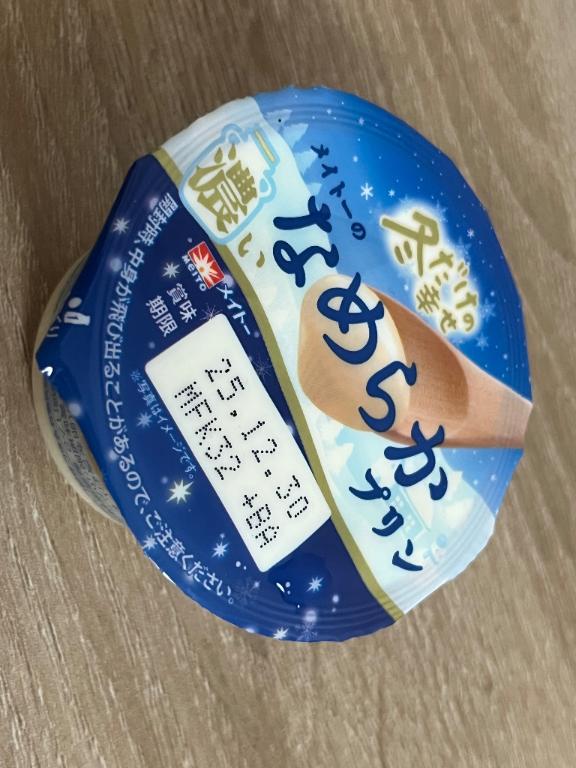 冬だけの
幸せ
メイトーの
濃い
なめらか
プリン
MEITO
メイトー
賞味
期限
25.12.30
MFK32 +BA
※写真はイメージです。
開封時、中身が飛び出ることがあるので、ご注意ください。